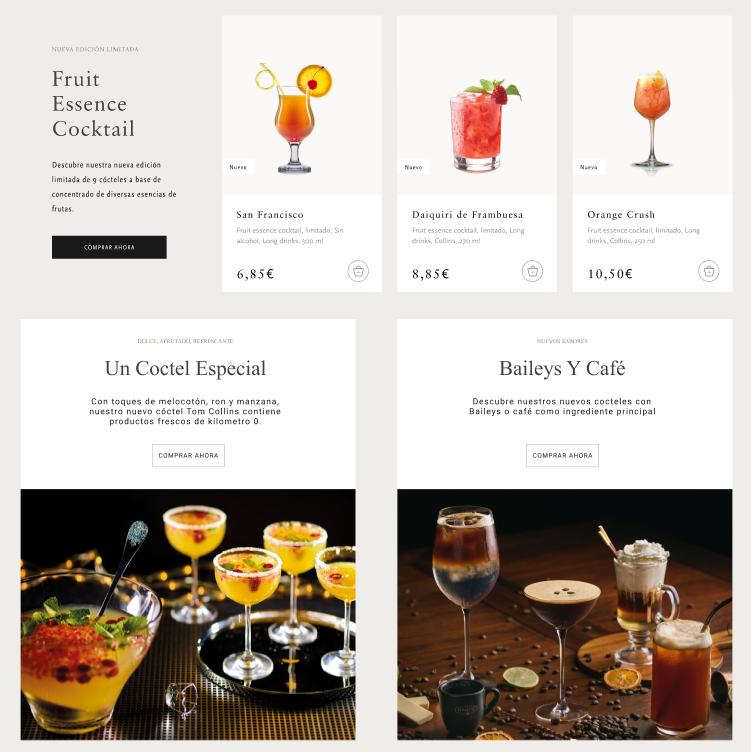 NUEVA EDICIÓN LIMITADA
Fruit
Essence
Cocktail
Descubre nuestra nueva edición
limitada de 9 cócteles a base de
concentrado de diversas esencias de
frutas.
COMPRAR AHORA
Nuevo
San Francisco
Fruit essence cocktail, limitado, Sin
alcohol, Long drinks, 300 ml
6,85€
Nuevo
Daiquiri de Frambuesa
Fruit essence cocktail, limitado, Long
drinks, Collins, 270 ml
8,85€
Nuevo
Orange Crush
Fruit essence cocktail, limitado, Long
drinks, Collins, 250 ml
10,50€
DULCE, AFRUTADO, REFRESCANTE
Un Coctel Especial
Con toques de melocotón, ron y manzana,
nuestro nuevo cóctel Tom Collins contiene
productos frescos de kilometro 0.
COMPRAR AHORA
NUEVOS SABORES
Baileys Y Café
Descubre nuestros nuevos cocteles con
Baileys o café como ingrediente principal
COMPRAR AHORA